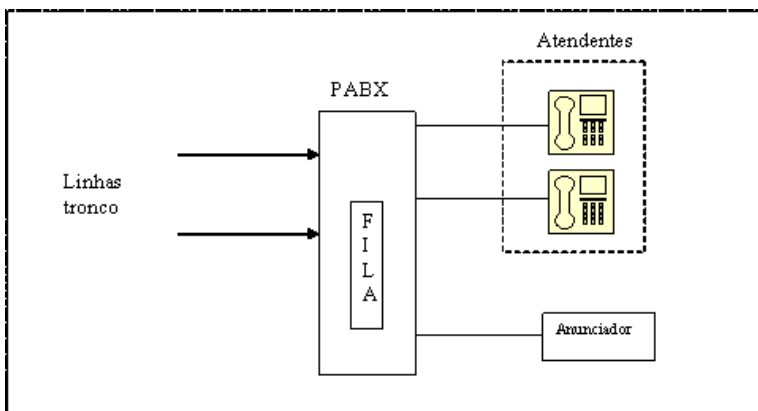 Atendentes
PABX
Linhas
tronco
F
I
L
A
Anunciador